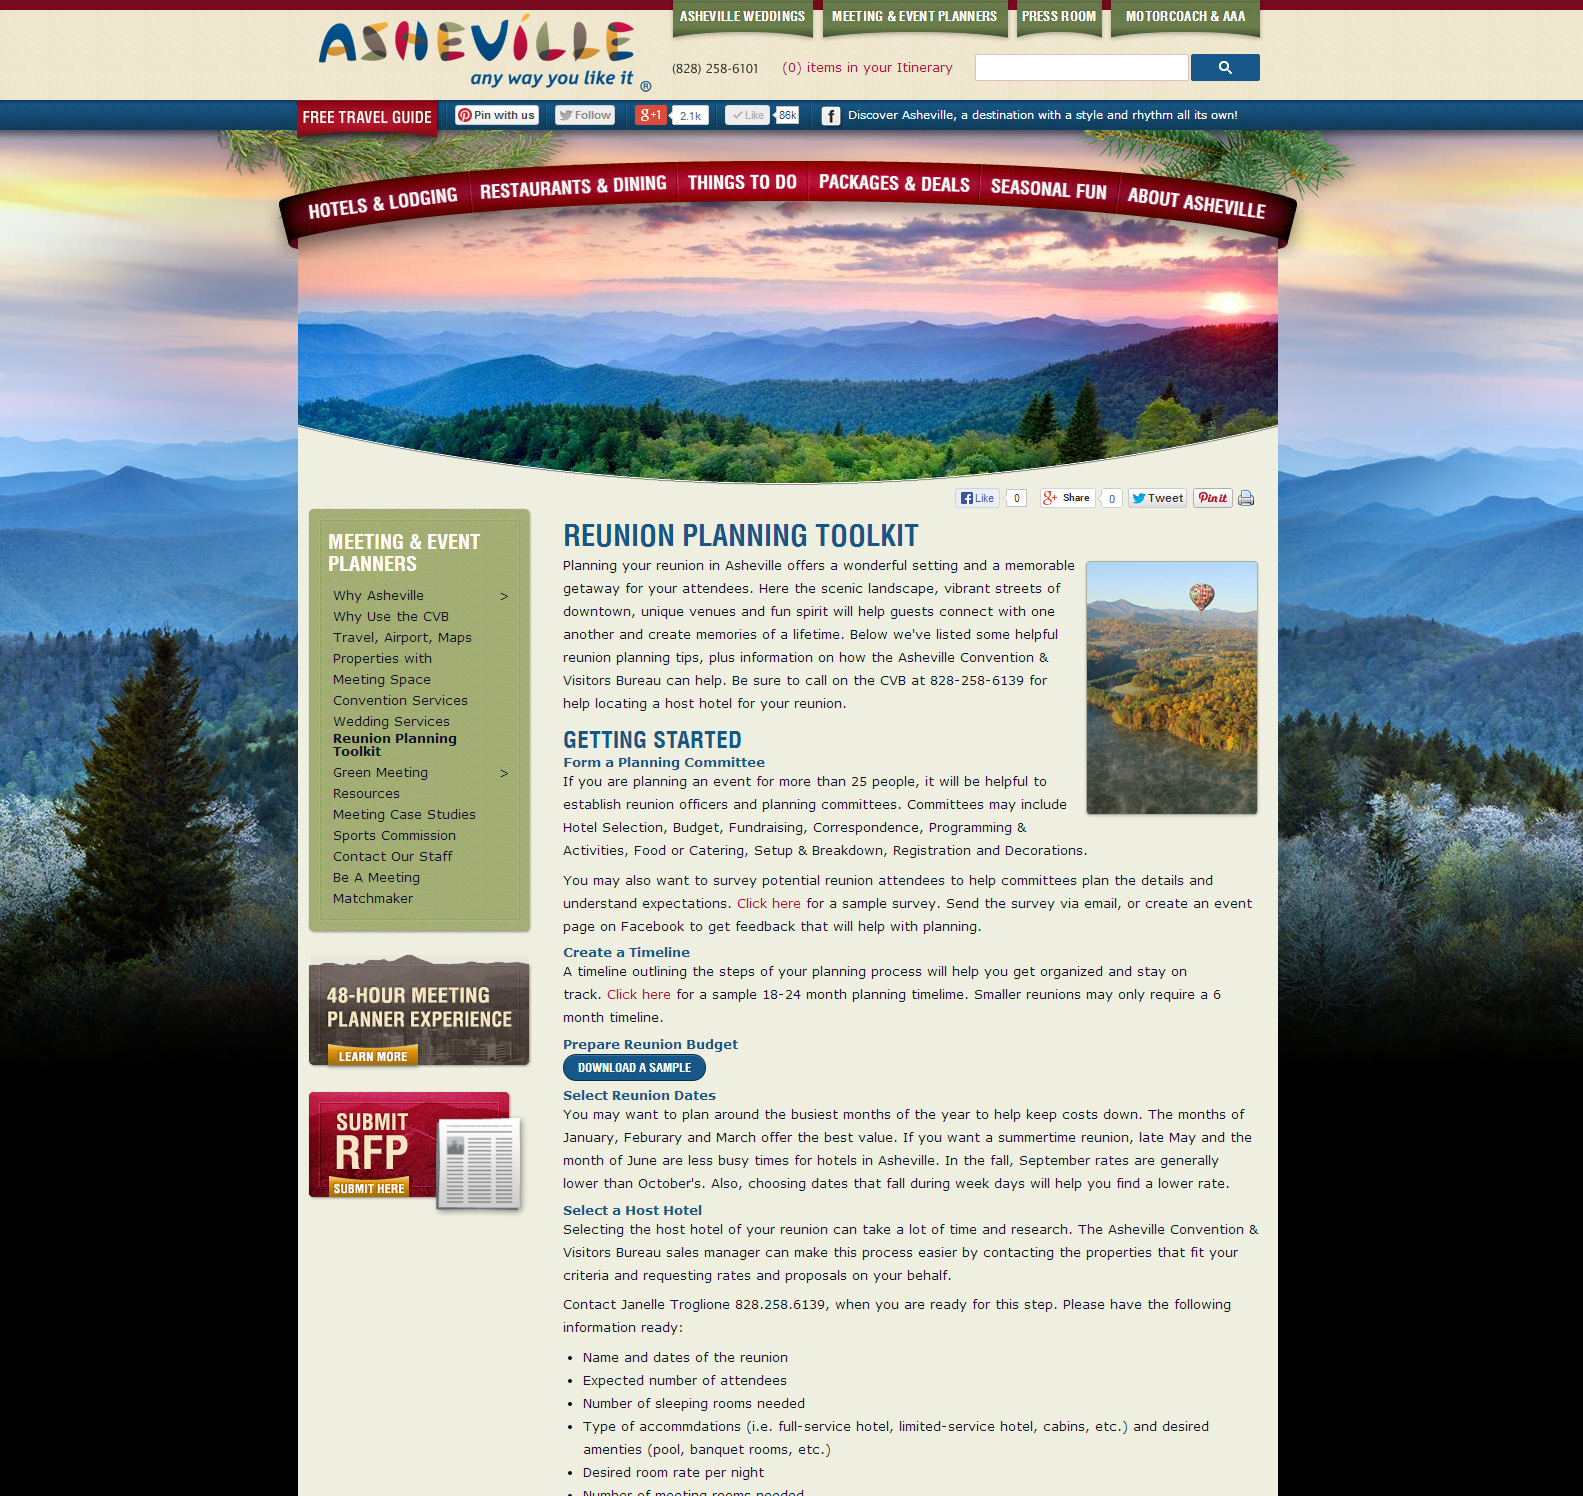 ASHEVILLE WEDDINGS
MEETING & EVENT PLANNERS
PRESS ROOM
MOTORCOACH & AAA
ASHEVILLE
any way you like it ®
(828) 258-6101
(0) items in your Itinerary
FREE TRAVEL GUIDE
Pin with us
Follow
g+1
2.1k
Like
86k
f
Discover Asheville, a destination with a style and rhythm all its own!
HOTELS & LODGING
RESTAURANTS & DINING
THINGS TO DO
PACKAGES & DEALS
SEASONAL FUN
ABOUT ASHEVILLE
Like
0
Share
0
Tweet
Pin it
MEETING & EVENT
PLANNERS
Why Asheville >
Why Use the CVB
Travel, Airport, Maps
Properties with
Meeting Space
Convention Services
Wedding Services
Reunion Planning
Toolkit
Green Meeting >
Resources
Meeting Case Studies
Sports Commission
Contact Our Staff
Be A Meeting
Matchmaker
48-HOUR MEETING
PLANNER EXPERIENCE
LEARN MORE
SUBMIT
RFP
SUBMIT HERE
REUNION PLANNING TOOLKIT
Planning your reunion in Asheville offers a wonderful setting and a memorable
getaway for your attendees. Here the scenic landscape, vibrant streets of
downtown, unique venues and fun spirit will help guests connect with one
another and create memories of a lifetime. Below we've listed some helpful
reunion planning tips, plus information on how the Asheville Convention &
Visitors Bureau can help. Be sure to call on the CVB at 828-258-6139 for
help locating a host hotel for your reunion.
GETTING STARTED
Form a Planning Committee
If you are planning an event for more than 25 people, it will be helpful to
establish reunion officers and planning committees. Committees may include
Hotel Selection, Budget, Fundraising, Correspondence, Programming &
Activities, Food or Catering, Setup & Breakdown, Registration and Decorations.
You may also want to survey potential reunion attendees to help committees plan the details and
understand expectations. Click here for a sample survey. Send the survey via email, or create an event
page on Facebook to get feedback that will help with planning.
Create a Timeline
A timeline outlining the steps of your planning process will help you get organized and stay on
track. Click here for a sample 18-24 month planning timelime. Smaller reunions may only require a 6
month timeline.
Prepare Reunion Budget
DOWNLOAD A SAMPLE
Select Reunion Dates
You may want to plan around the busiest months of the year to help keep costs down. The months of
January, Feburary and March offer the best value. If you want a summertime reunion, late May and the
month of June are less busy times for hotels in Asheville. In the fall, September rates are generally
lower than October's. Also, choosing dates that fall during week days will help you find a lower rate.
Select a Host Hotel
Selecting the host hotel of your reunion can take a lot of time and research. The Asheville Convention &
Visitors Bureau sales manager can make this process easier by contacting the properties that fit your
criteria and requesting rates and proposals on your behalf.
Contact Janelle Troglione 828.258.6139, when you are ready for this step. Please have the following
information ready:
• Name and dates of the reunion
• Expected number of attendees
• Number of sleeping rooms needed
• Type of accommdations (i.e. full-service hotel, limited-service hotel, cabins, etc.) and desired
amenties (pool, banquet rooms, etc.)
• Desired room rate per night
• Number of meeting rooms needed